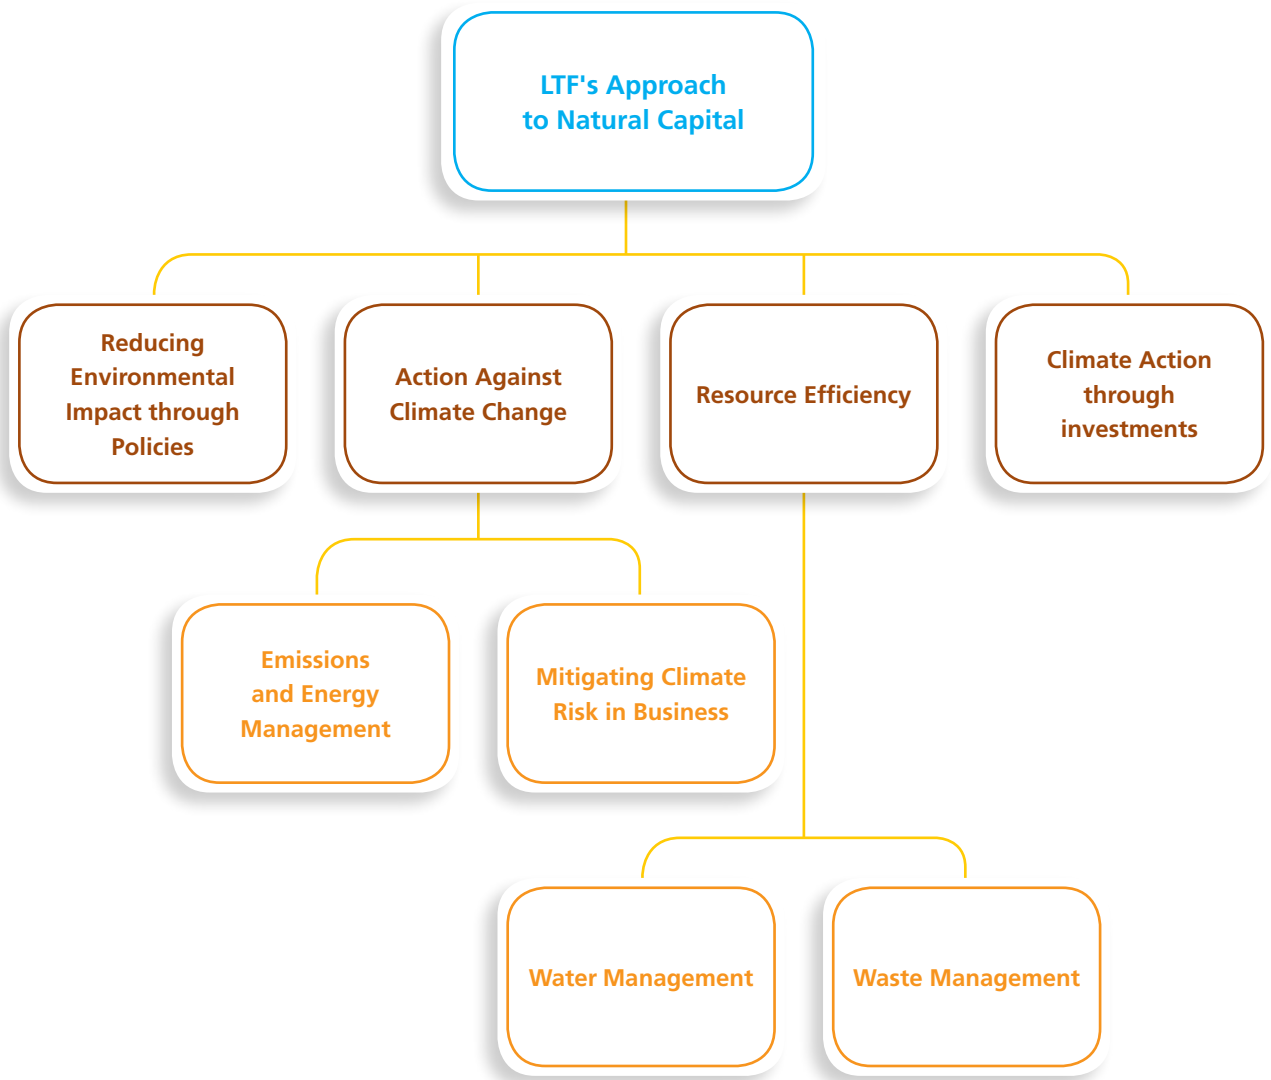 LTF's Approach
to Natural Capital
Reducing
Environmental
Impact through
Policies
Action Against
Climate Change
Resource Efficiency
Climate Action
through
investments
Emissions
and Energy
Management
Mitigating Climate
Risk in Business
Water Management
Waste Management